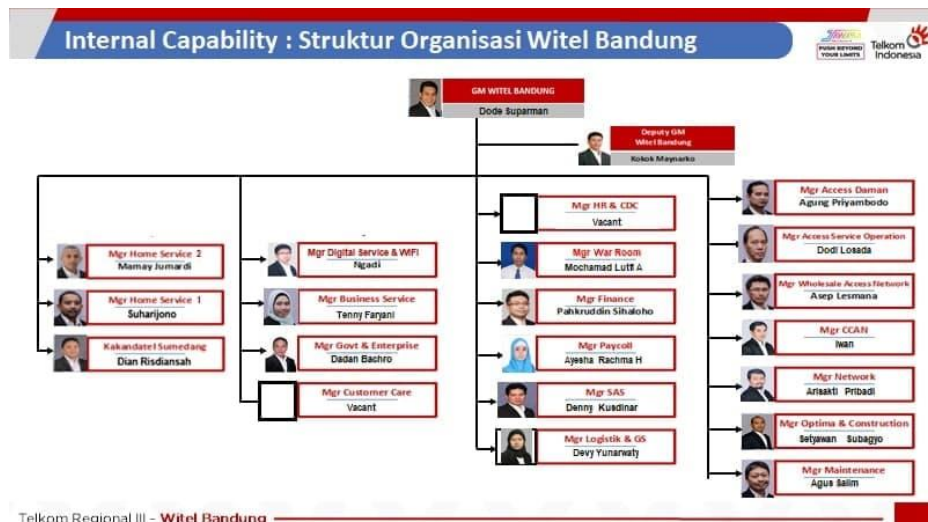 Internal Capability : Struktur Organisasi Witel Bandung
PUSH BEYOND
YOUR LIMITS
Telkom
Indonesia
GM WITEL BANDUNG
Dode Suparman
Deputy GM
Witel Bandung
Kokok Maynarko
Mgr Home Service 2
Mamay Jumardi
Mgr Home Service 1
Suharijono
Kakandatel Sumedang
Dian Risdiansah
Mgr Digital Service & WIFI
Ngadi
Mgr Business Service
Tenny Faryani
Mgr Govt & Enterprise
Dadan Bachro
Mgr Customer Care
Vacant
Mgr HR & CDC
Vacant
Mgr War Room
Mochamad Lutfi A
Mgr Finance
Pahkruddin Sihaloho
Mgr Paycoll
Ayesha Rachma H
Mgr SAS
Denny Kusdinar
Mgr Logistik & GS
Devy Yunarwaty
Mgr Access Daman
Agung Priyambodo
Mgr Access Service Operation
Dodi Losada
Mgr Wholesale Access Network
Asep Lesmana
Mgr CCAN
Iwan
Mgr Network
Arisakti Pribadi
Mgr Optima & Construction
Setyawan Subagyo
Mgr Maintenance
Agus Salim
Telkom Regional III – Witel Bandung